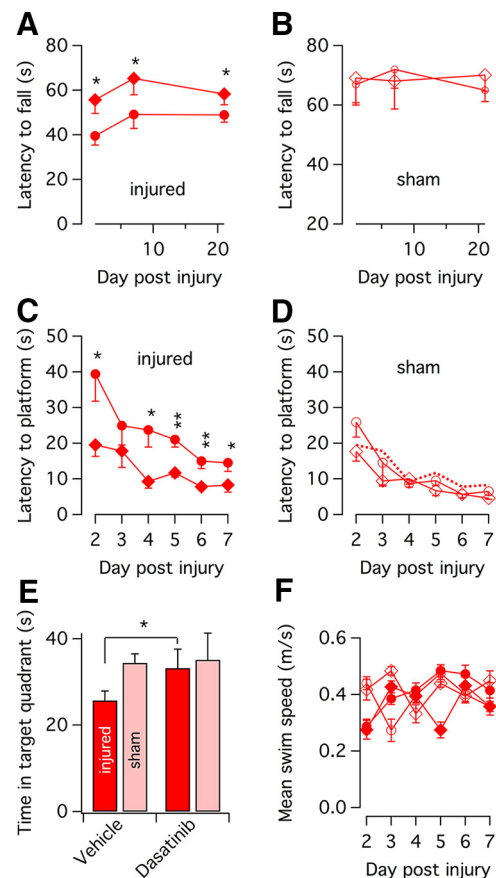 A
Latency to fall (s)
80
60
40
20
0
*
*
*
injured
10
20
Day post injury
B
Latency to fall (s)
80
60
40
20
sham
10
20
Day post injury
C
Latency to platform (s)
50
40
30
20
10
0
*
injured
*
**
**
*
2 3 4 5 6 7
Day post injury
D
Latency to platform (s)
50
40
30
20
10
0
sham
2 3 4 5 6 7
Day post injury
E
Time in target quadrant (s)
40
20
0
*
injured
sham
Vehicle
Dasatinib
F
Mean swim speed (m/s)
0.6
0.4
0.2
0.0
2 3 4 5 6 7
Day post injury